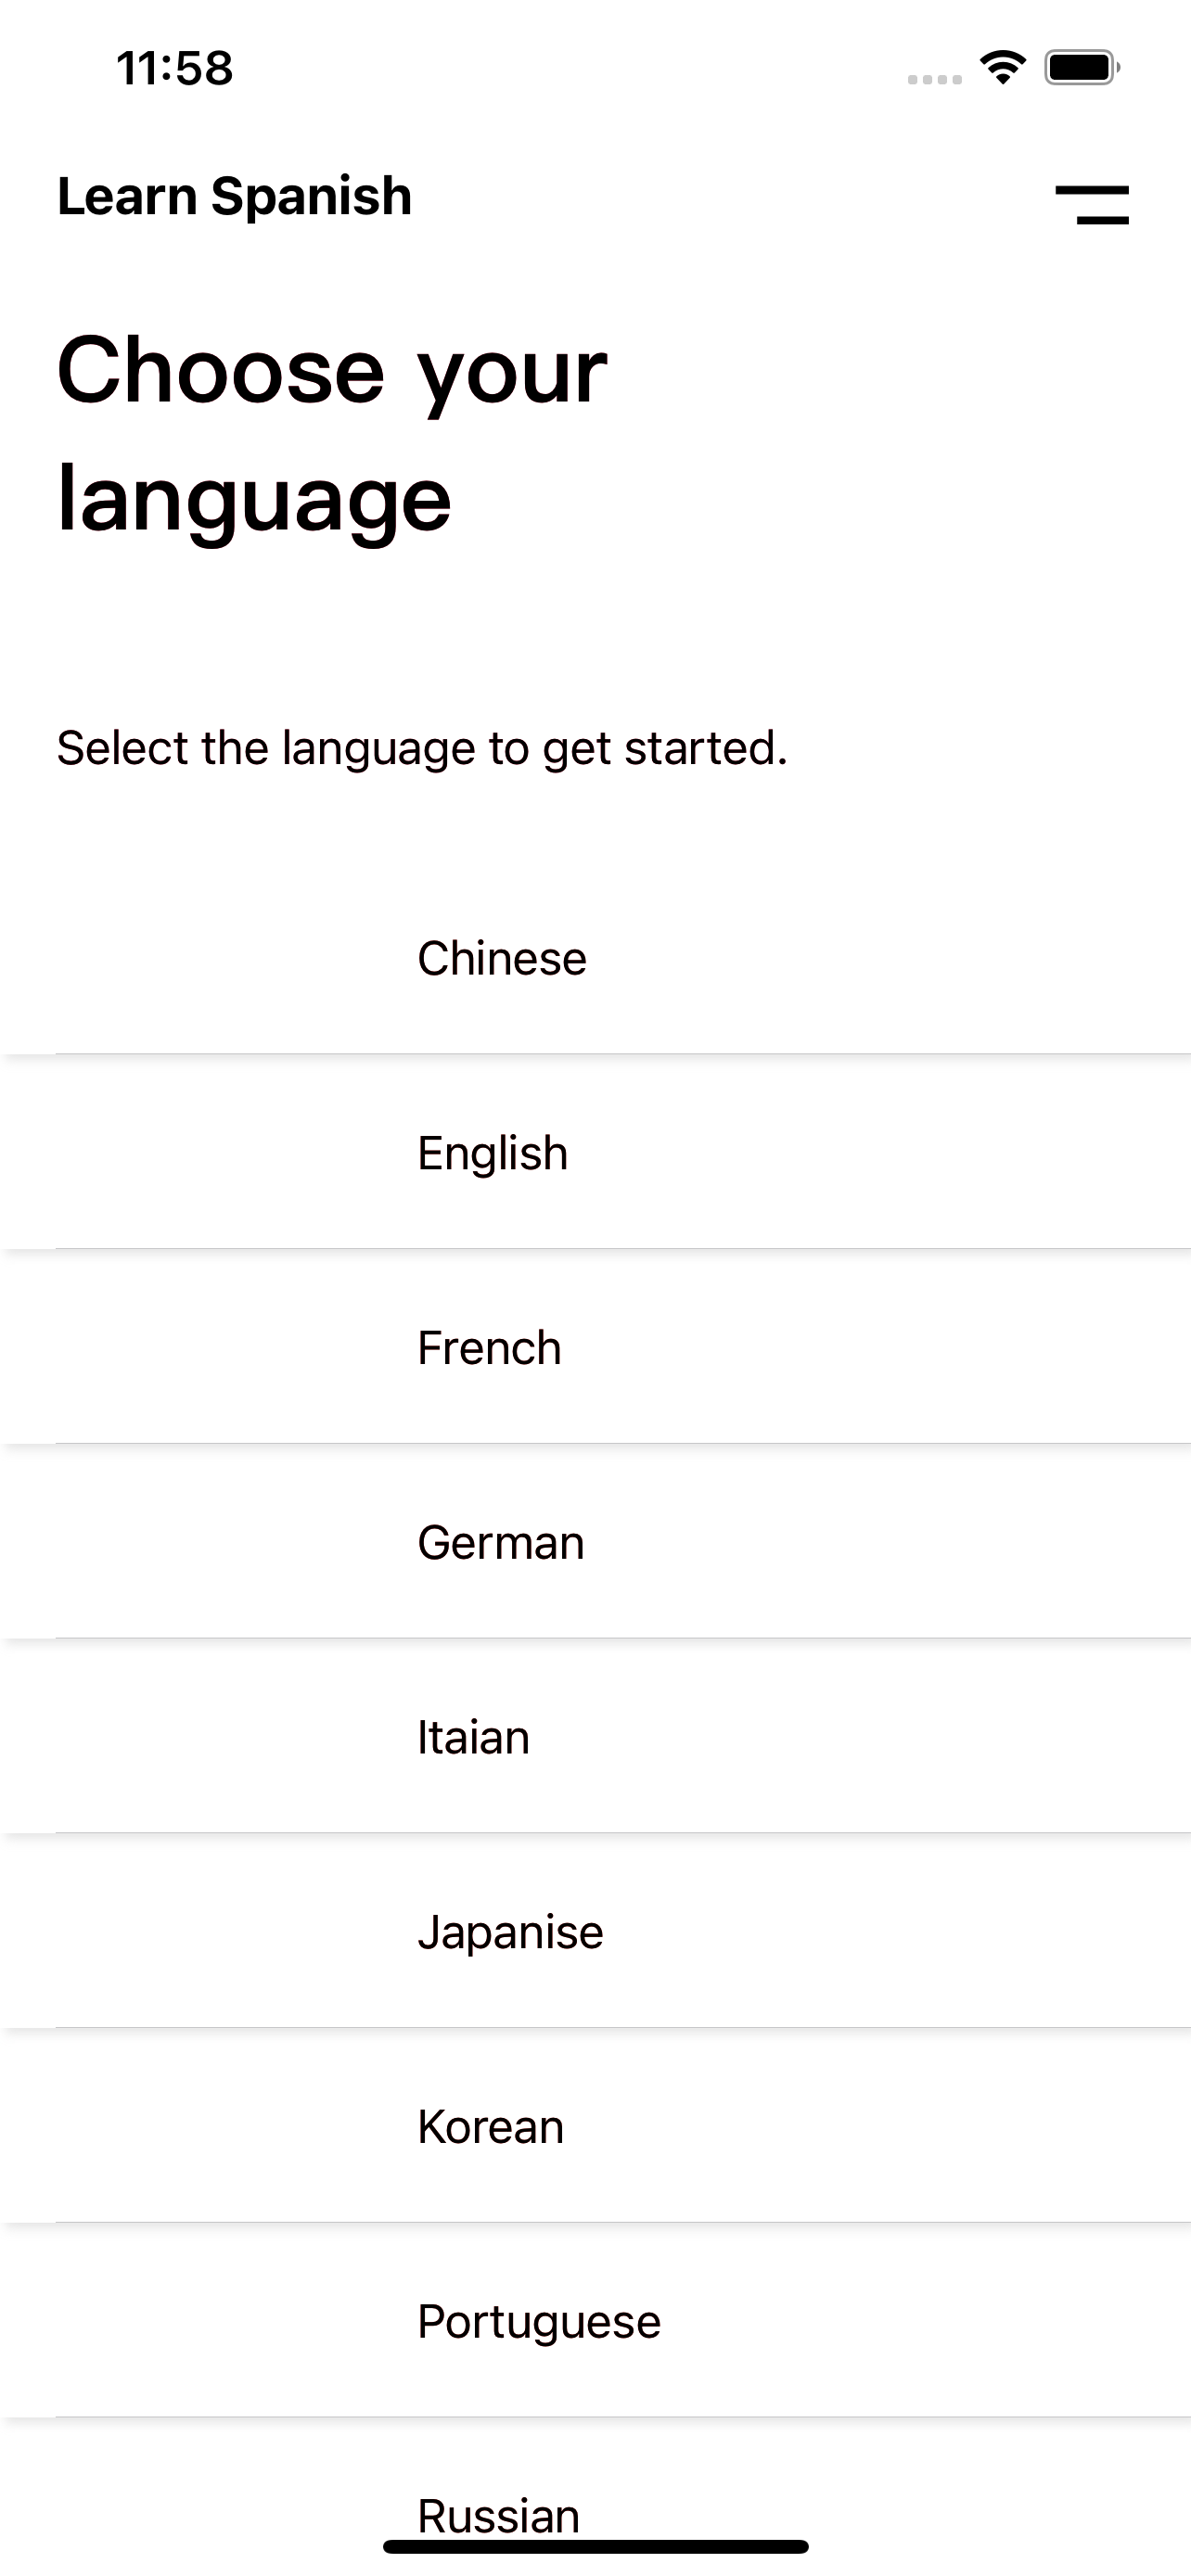 11:58
Learn Spanish
Choose your
language
Select the language to get started.
Chinese
English
French
German
Itaian
Japanise
Korean
Portuguese
Russian